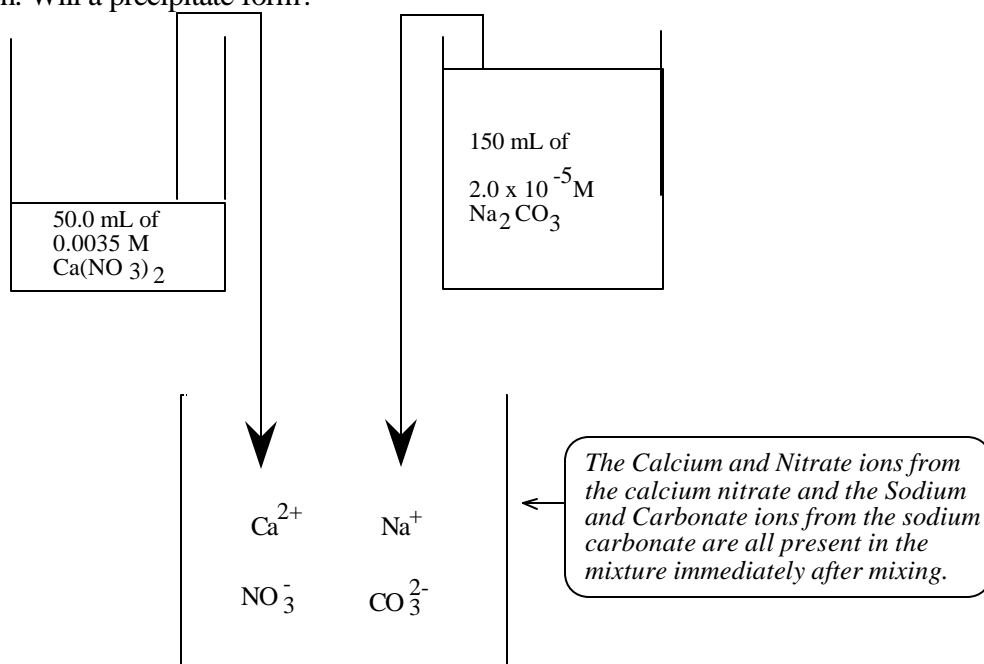 n. Will a precipitate form?
150 mL of
2.0 x 10 -5 M
Na2CO3
50.0 mL of
0.0035 M
Ca(NO 3) 2
The Calcium and Nitrate ions from
the calcium nitrate and the Sodium
and Carbonate ions from the sodium
carbonate are all present in the
mixture immediately after mixing.
Ca2+ Na+
NO3- CO32-